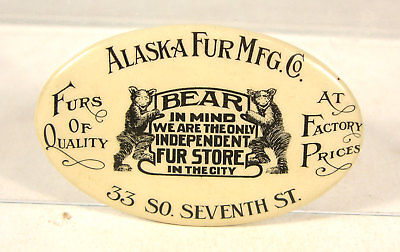 ALASKA FUR MFG. CO.
FURS
OF
QUALITY
BEAR
IN MIND
WE ARE THE ONLY
INDEPENDENT
FUR STORE
IN THE CITY
AT
FACTORY
PRICES
33 SO. SEVENTH ST.